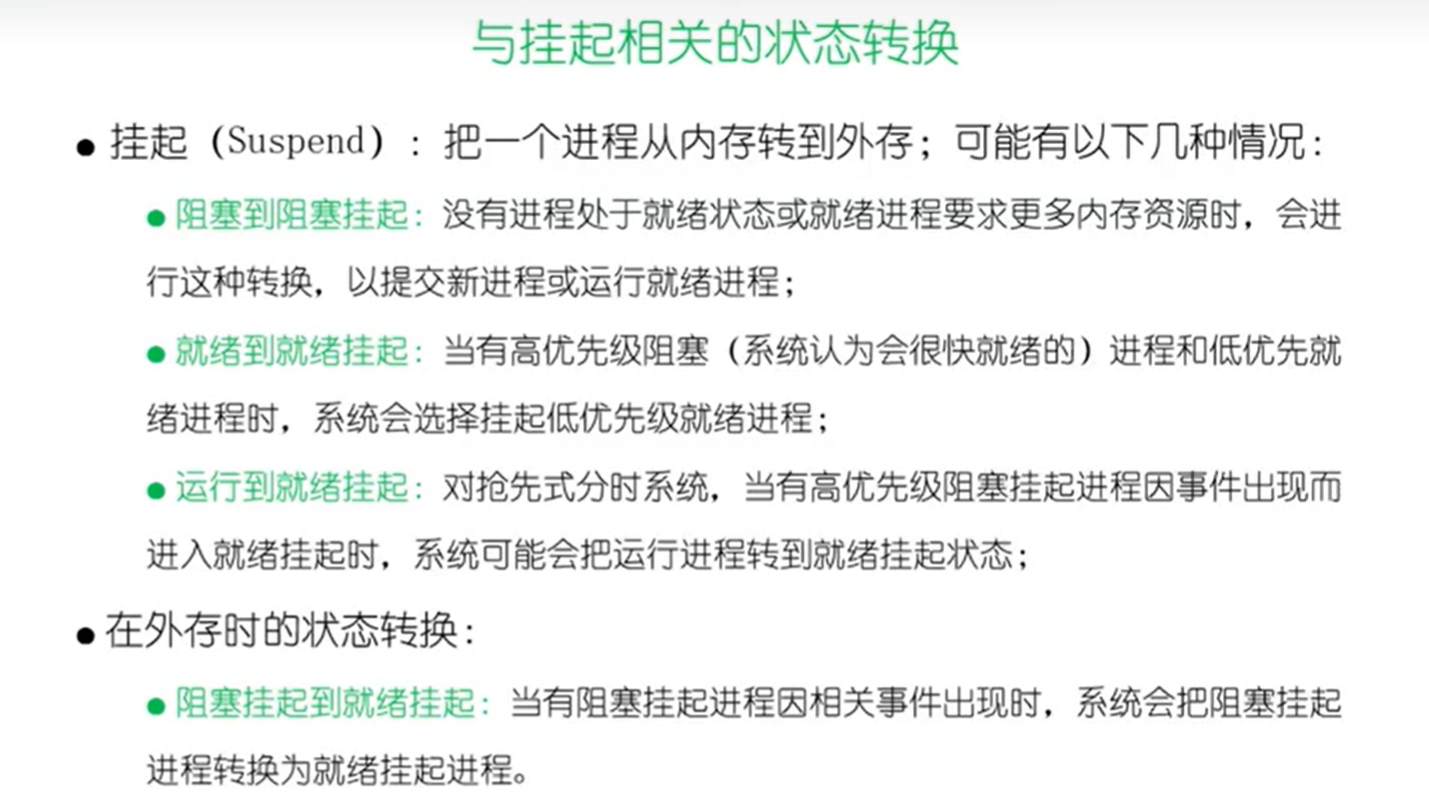 与挂起相关的状态转换
● 挂起（Suspend）：把一个进程从内存转到外存；可能有以下几种情况：
● 阻塞到阻塞挂起：没有进程处于就绪状态或就绪进程要求更多内存资源时，会进
行这种转换，以提交新进程或运行就绪进程；
● 就绪到就绪挂起：当有高优先级阻塞（系统认为会很快就绪的）进程和低优先就
绪进程时，系统会选择挂起低优先级就绪进程；
● 运行到就绪挂起：对抢先式分时系统，当有高优先级阻塞挂起进程因事件出现而
进入就绪挂起时，系统可能会把运行进程转到就绪挂起状态；
● 在外存时的状态转换：
● 阻塞挂起到就绪挂起：当有阻塞挂起进程因相关事件出现时，系统会把阻塞挂起
进程转换为就绪挂起进程。